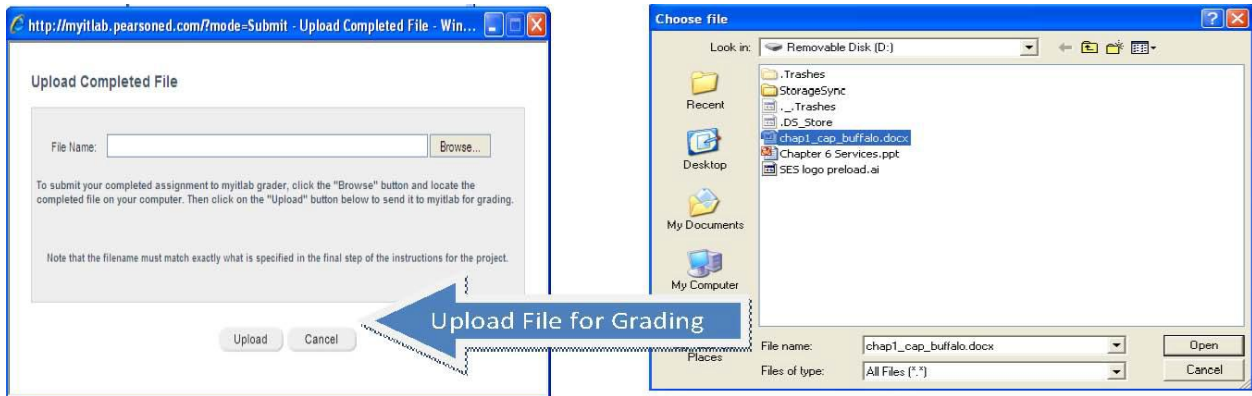 http://myitlab.pearsoned.com/?mode=Submit - Upload Completed File - Win...
Upload Completed File
File Name:
Browse...
To submit your completed assignment to myitlab grader, click the "Browse" button and locate the
completed file on your computer. Then click on the "Upload" button below to send it to myitlab for grading.
Note that the filename must match exactly what is specified in the final step of the instructions for the project.
Upload
Cancel
Upload File for Grading
Choose file
Look in:
Removable Disk (D:)
Recent
Desktop
My Documents
My Computer
Places
.Trashes
StorageSync
._.Trashes
.DS_Store
chap1_cap_buffalo.docx
Chapter 6 Services.ppt
SES logo preload.ai
File name:
chap1_cap_buffalo.docx
Open
Files of type:
All Files (*.*)
Cancel